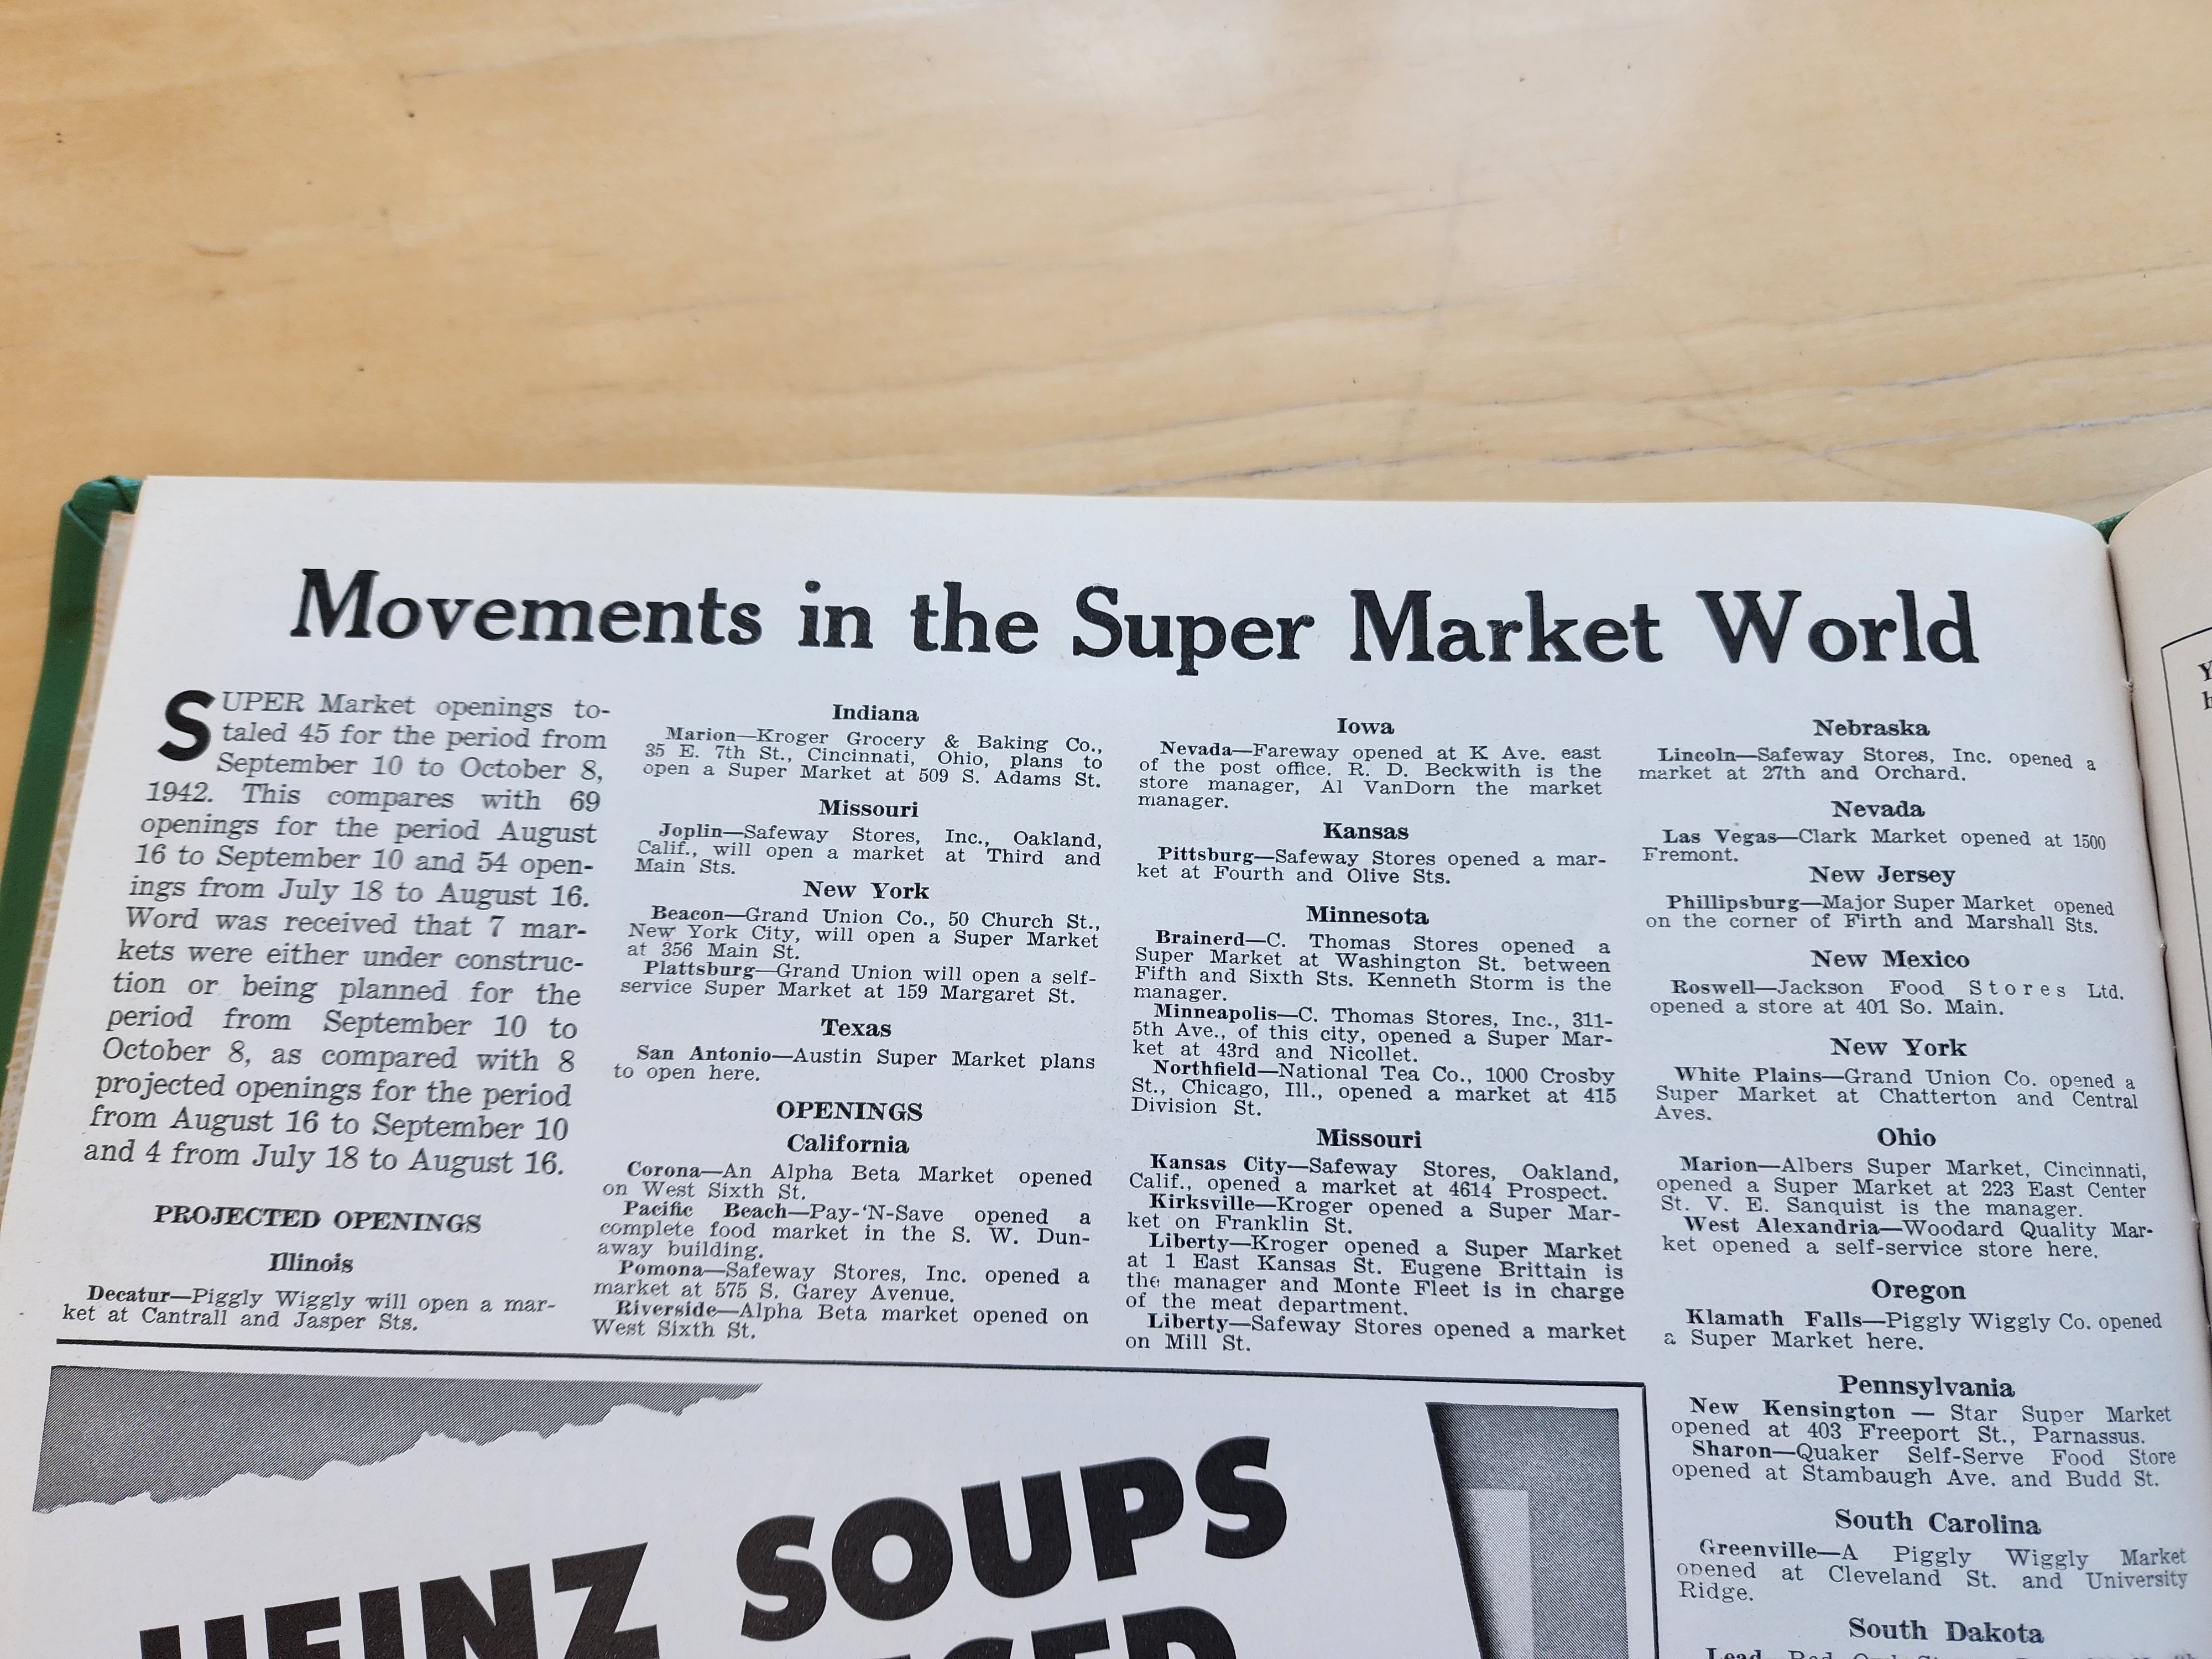 Movements in the Super Market World
SUPER Market openings to-
taled 45 for the period from
September 10 to October 8,
1942. This compares with 69
openings for the period August
16 to September 10 and 54 open-
ings from July 18 to August 16.
Word was received that 7 mar-
kets were either under construc-
tion or being planned for the
period from September 10 to
October 8, as compared with 8
projected openings for the period
from August 16 to September 10
and 4 from July 18 to August 16.
PROJECTED OPENINGS
Illinois
Decatur—Piggly Wiggly will open a mar-
ket at Cantrall and Jasper Sts.
Indiana
Marion—Kroger Grocery & Baking Co.,
35 E. 7th St., Cincinnati, Ohio, plans to
open a Super Market at 509 S. Adams St.
Missouri
Joplin—Safeway Stores, Inc., Oakland,
Calif., will open a market at Third and
Main Sts.
New York
Beacon—Grand Union Co., 50 Church St.,
New York City, will open a Super Market
at 356 Main St.
Plattsburg—Grand Union will open a self-
service Super Market at 159 Margaret St.
Texas
San Antonio—Austin Super Market plans
to open here.
OPENINGS
California
Corona—An Alpha Beta Market opened
on West Sixth St.
Pacific Beach—Pay-'N-Save opened a
complete food market in the S. W. Dun-
away building.
Pomona—Safeway Stores, Inc. opened a
market at 575 S. Garey Avenue.
Riverside—Alpha Beta market opened on
West Sixth St.
Iowa
Nevada—Fareway opened at K Ave. east
of the post office. R. D. Beckwith is the
store manager, Al VanDorn the market
manager.
Kansas
Pittsburg—Safeway Stores opened a mar-
ket at Fourth and Olive Sts.
Minnesota
Brainerd—C. Thomas Stores opened a
Super Market at Washington St. between
Fifth and Sixth Sts. Kenneth Storm is the
manager.
Minneapolis—C. Thomas Stores, Inc., 311-
5th Ave., of this city, opened a Super Mar-
ket at 43rd and Nicollet.
Northfield—National Tea Co., 1000 Crosby
St., Chicago, Ill., opened a market at 415
Division St.
Missouri
Kansas City—Safeway Stores, Oakland,
Calif., opened a market at 4614 Prospect.
Kirksville—Kroger opened a Super Mar-
ket on Franklin St.
Liberty—Kroger opened a Super Market
at 1 East Kansas St. Eugene Brittain is
the manager and Monte Fleet is in charge
of the meat department.
Liberty—Safeway Stores opened a market
on Mill St.
Nebraska
Lincoln—Safeway Stores, Inc. opened a
market at 27th and Orchard.
Nevada
Las Vegas—Clark Market opened at 1500
Fremont.
New Jersey
Phillipsburg—Major Super Market opened
on the corner of Firth and Marshall Sts.
New Mexico
Roswell—Jackson Food Stores Ltd.
opened a store at 401 So. Main.
New York
White Plains—Grand Union Co. opened a
Super Market at Chatterton and Central
Aves.
Ohio
Marion—Albers Super Market, Cincinnati,
opened a Super Market at 223 East Center
St. V. E. Sanquist is the manager.
West Alexandria—Woodard Quality Mar-
ket opened a self-service store here.
Oregon
Klamath Falls—Piggly Wiggly Co. opened
a Super Market here.
Pennsylvania
New Kensington — Star Super Market
opened at 403 Freeport St., Parnassus.
Sharon—Quaker Self-Serve Food Store
opened at Stambaugh Ave. and Budd St.
South Carolina
Greenville—A Piggly Wiggly Market
opened at Cleveland St. and University
Ridge.
South Dakota
HEINZ SOUPS